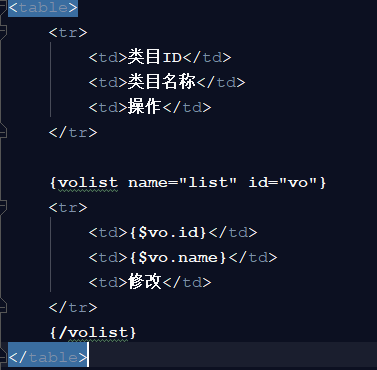 <table>
<tr>
<td>类目ID</td>
<td>类目名称</td>
<td>操作</td>
</tr>
{volist name="list" id="vo"}
<tr>
<td>{$vo.id}</td>
<td>{$vo.name}</td>
<td>修改</td>
</tr>
{/volist}
</table>